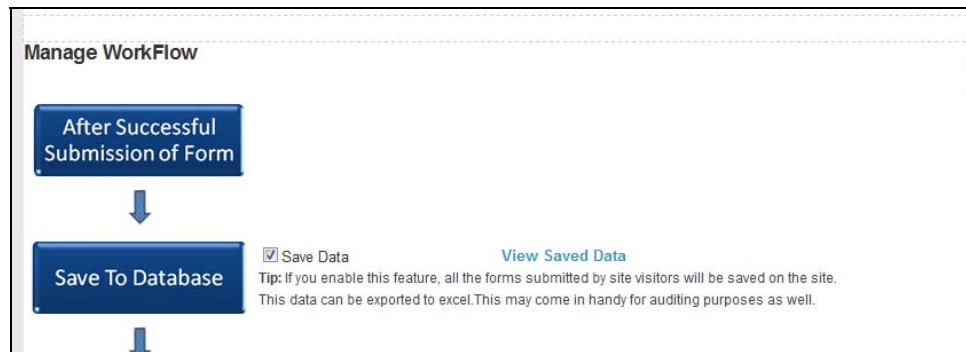 Manage WorkFlow
After Successful
Submission of Form
Save To Database
Save Data
View Saved Data
Tip: If you enable this feature, all the forms submitted by site visitors will be saved on the site.
This data can be exported to excel.This may come in handy for auditing purposes as well.